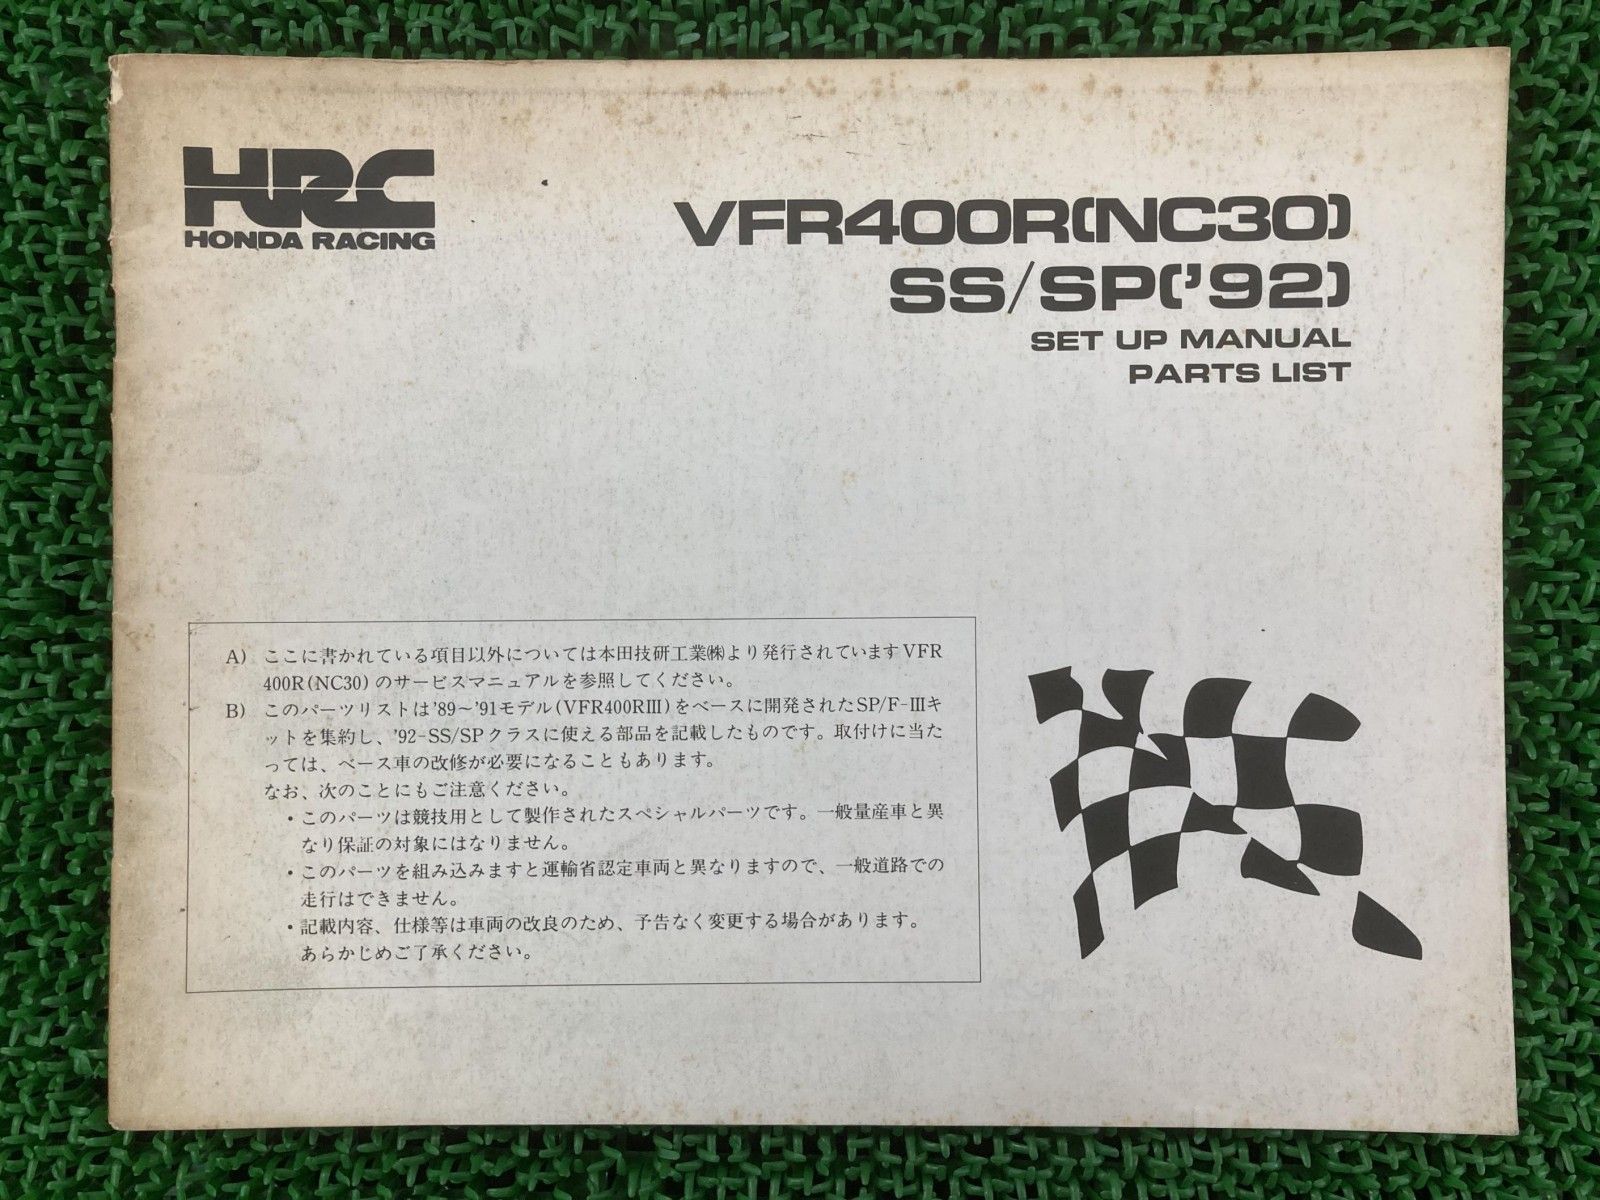 HRC
HONDA RACING
VFR400R(NC30)
SS/SP('92)
SET UP MANUAL
PARTS LIST
A) ここに書かれている項目以外については本田技研工業㈱より発行されていますVFR
400R(NC30)のサービスマニュアルを参照してください。
B) このパーツリストは'89〜'91モデル(VFR400RⅢ)をベースに開発されたSP/F-Ⅲキ
ットを集約し、'92-SS/SPクラスに使える部品を記載したものです。取付けに当た
っては、ベース車の改修が必要になることもあります。
なお、次のことにもご注意ください。
・このパーツは競技用として製作されたスペシャルパーツです。一般量産車と異
なり保証の対象にはなりません。
・このパーツを組み込みますと運輸省認定車両と異なりますので、一般道路での
走行はできません。
・記載内容、仕様等は車両の改良のため、予告なく変更する場合があります。
あらかじめご了承ください。